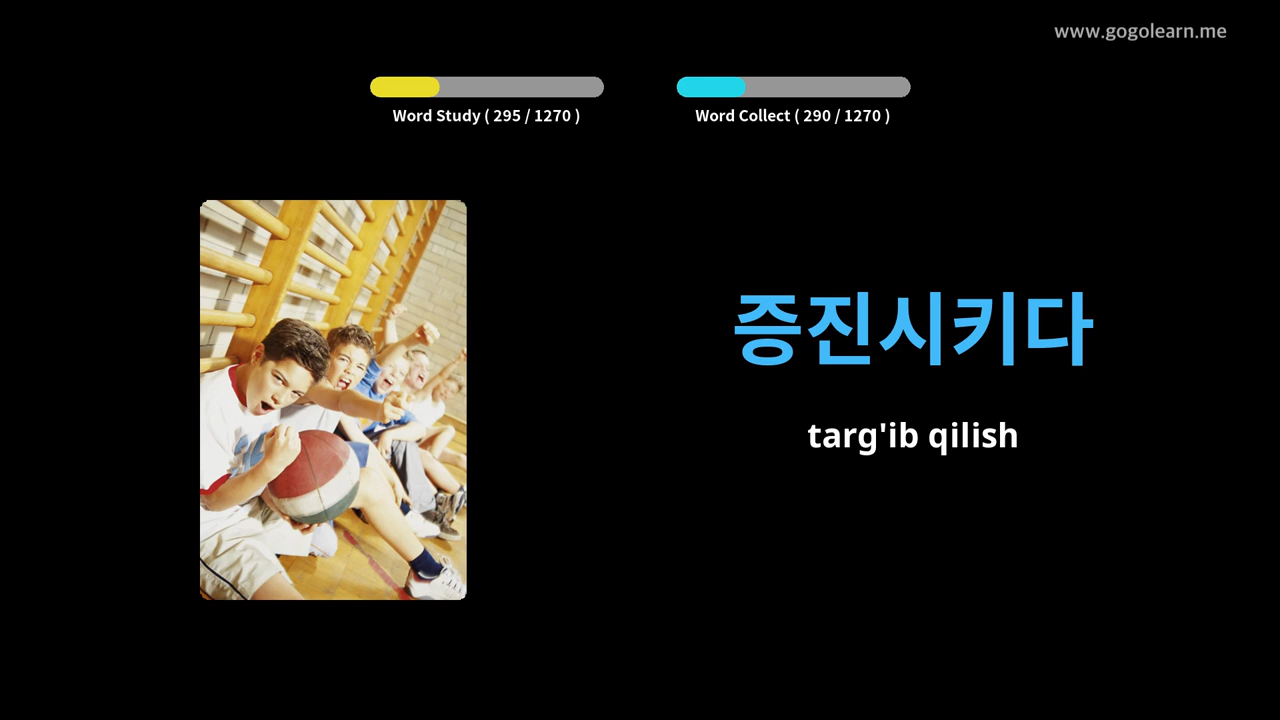 www.gogolearn.me
Word Study ( 295 / 1270 )
Word Collect ( 290 / 1270 )
증진시키다
targ'ib qilish